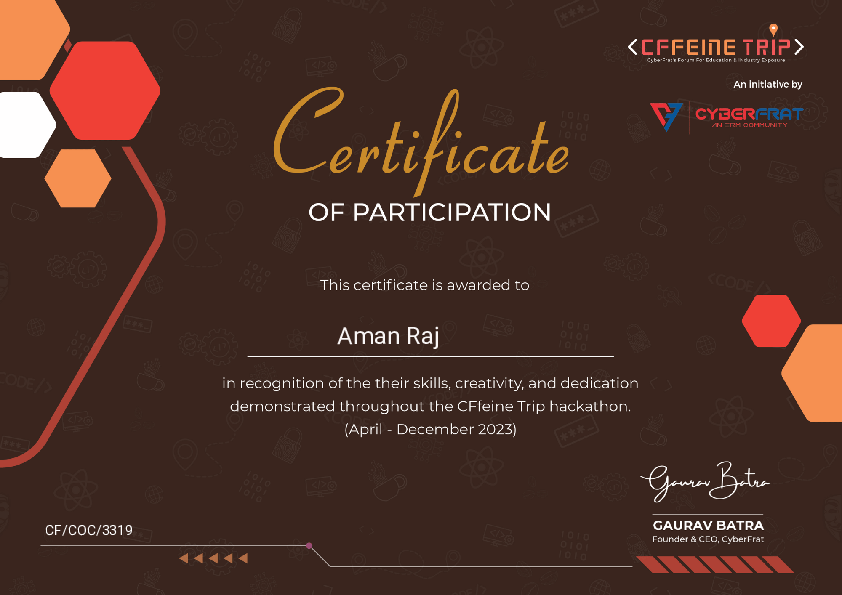 <CFFEINE TRIP>
CyberFrat's Forum For Education & Industry Exposure
An initiative by
CYBERFRAT
AN ERM COMMUNITY
Certificate
OF PARTICIPATION
This certificate is awarded to
Aman Raj
in recognition of the their skills, creativity, and dedication
demonstrated throughout the CFfeine Trip hackathon.
(April - December 2023)
Gaurav Batra
GAURAV BATRA
Founder & CEO, CyberFrat
CF/COC/3319